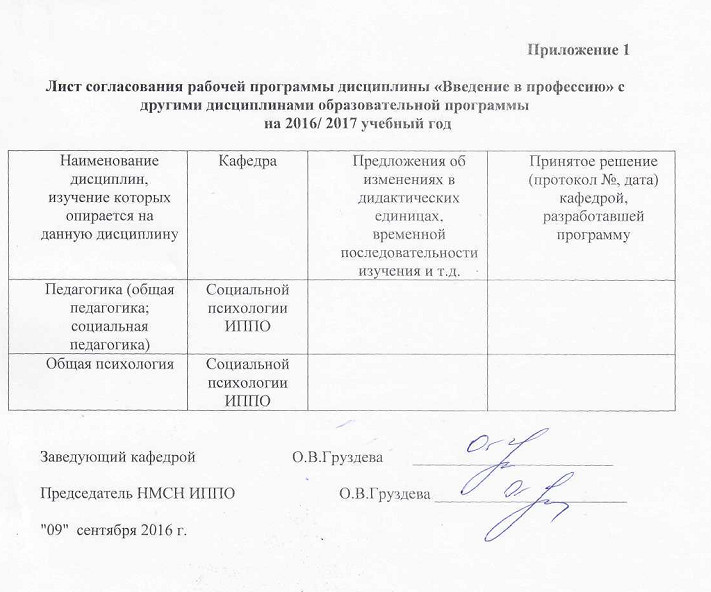 Приложение 1
Лист согласования рабочей программы дисциплины «Введение в профессию» с
другими дисциплинами образовательной программы
на 2016/ 2017 учебный год
Наименование
дисциплин,
изучение которых
опирается на
данную дисциплину
Кафедра
Предложения об
изменениях в
дидактических
единицах,
временной
последовательности
изучения и т.д.
Принятое решение
(протокол №, дата)
кафедрой,
разработавшей
программу
Педагогика (общая
педагогика;
социальная
педагогика)
Социальной
психологии
ИППО
Общая психология
Социальной
психологии
ИППО
Заведующий кафедрой О.В.Груздева
Председатель НМСН ИППО О.В.Груздева
"09" сентября 2016 г.